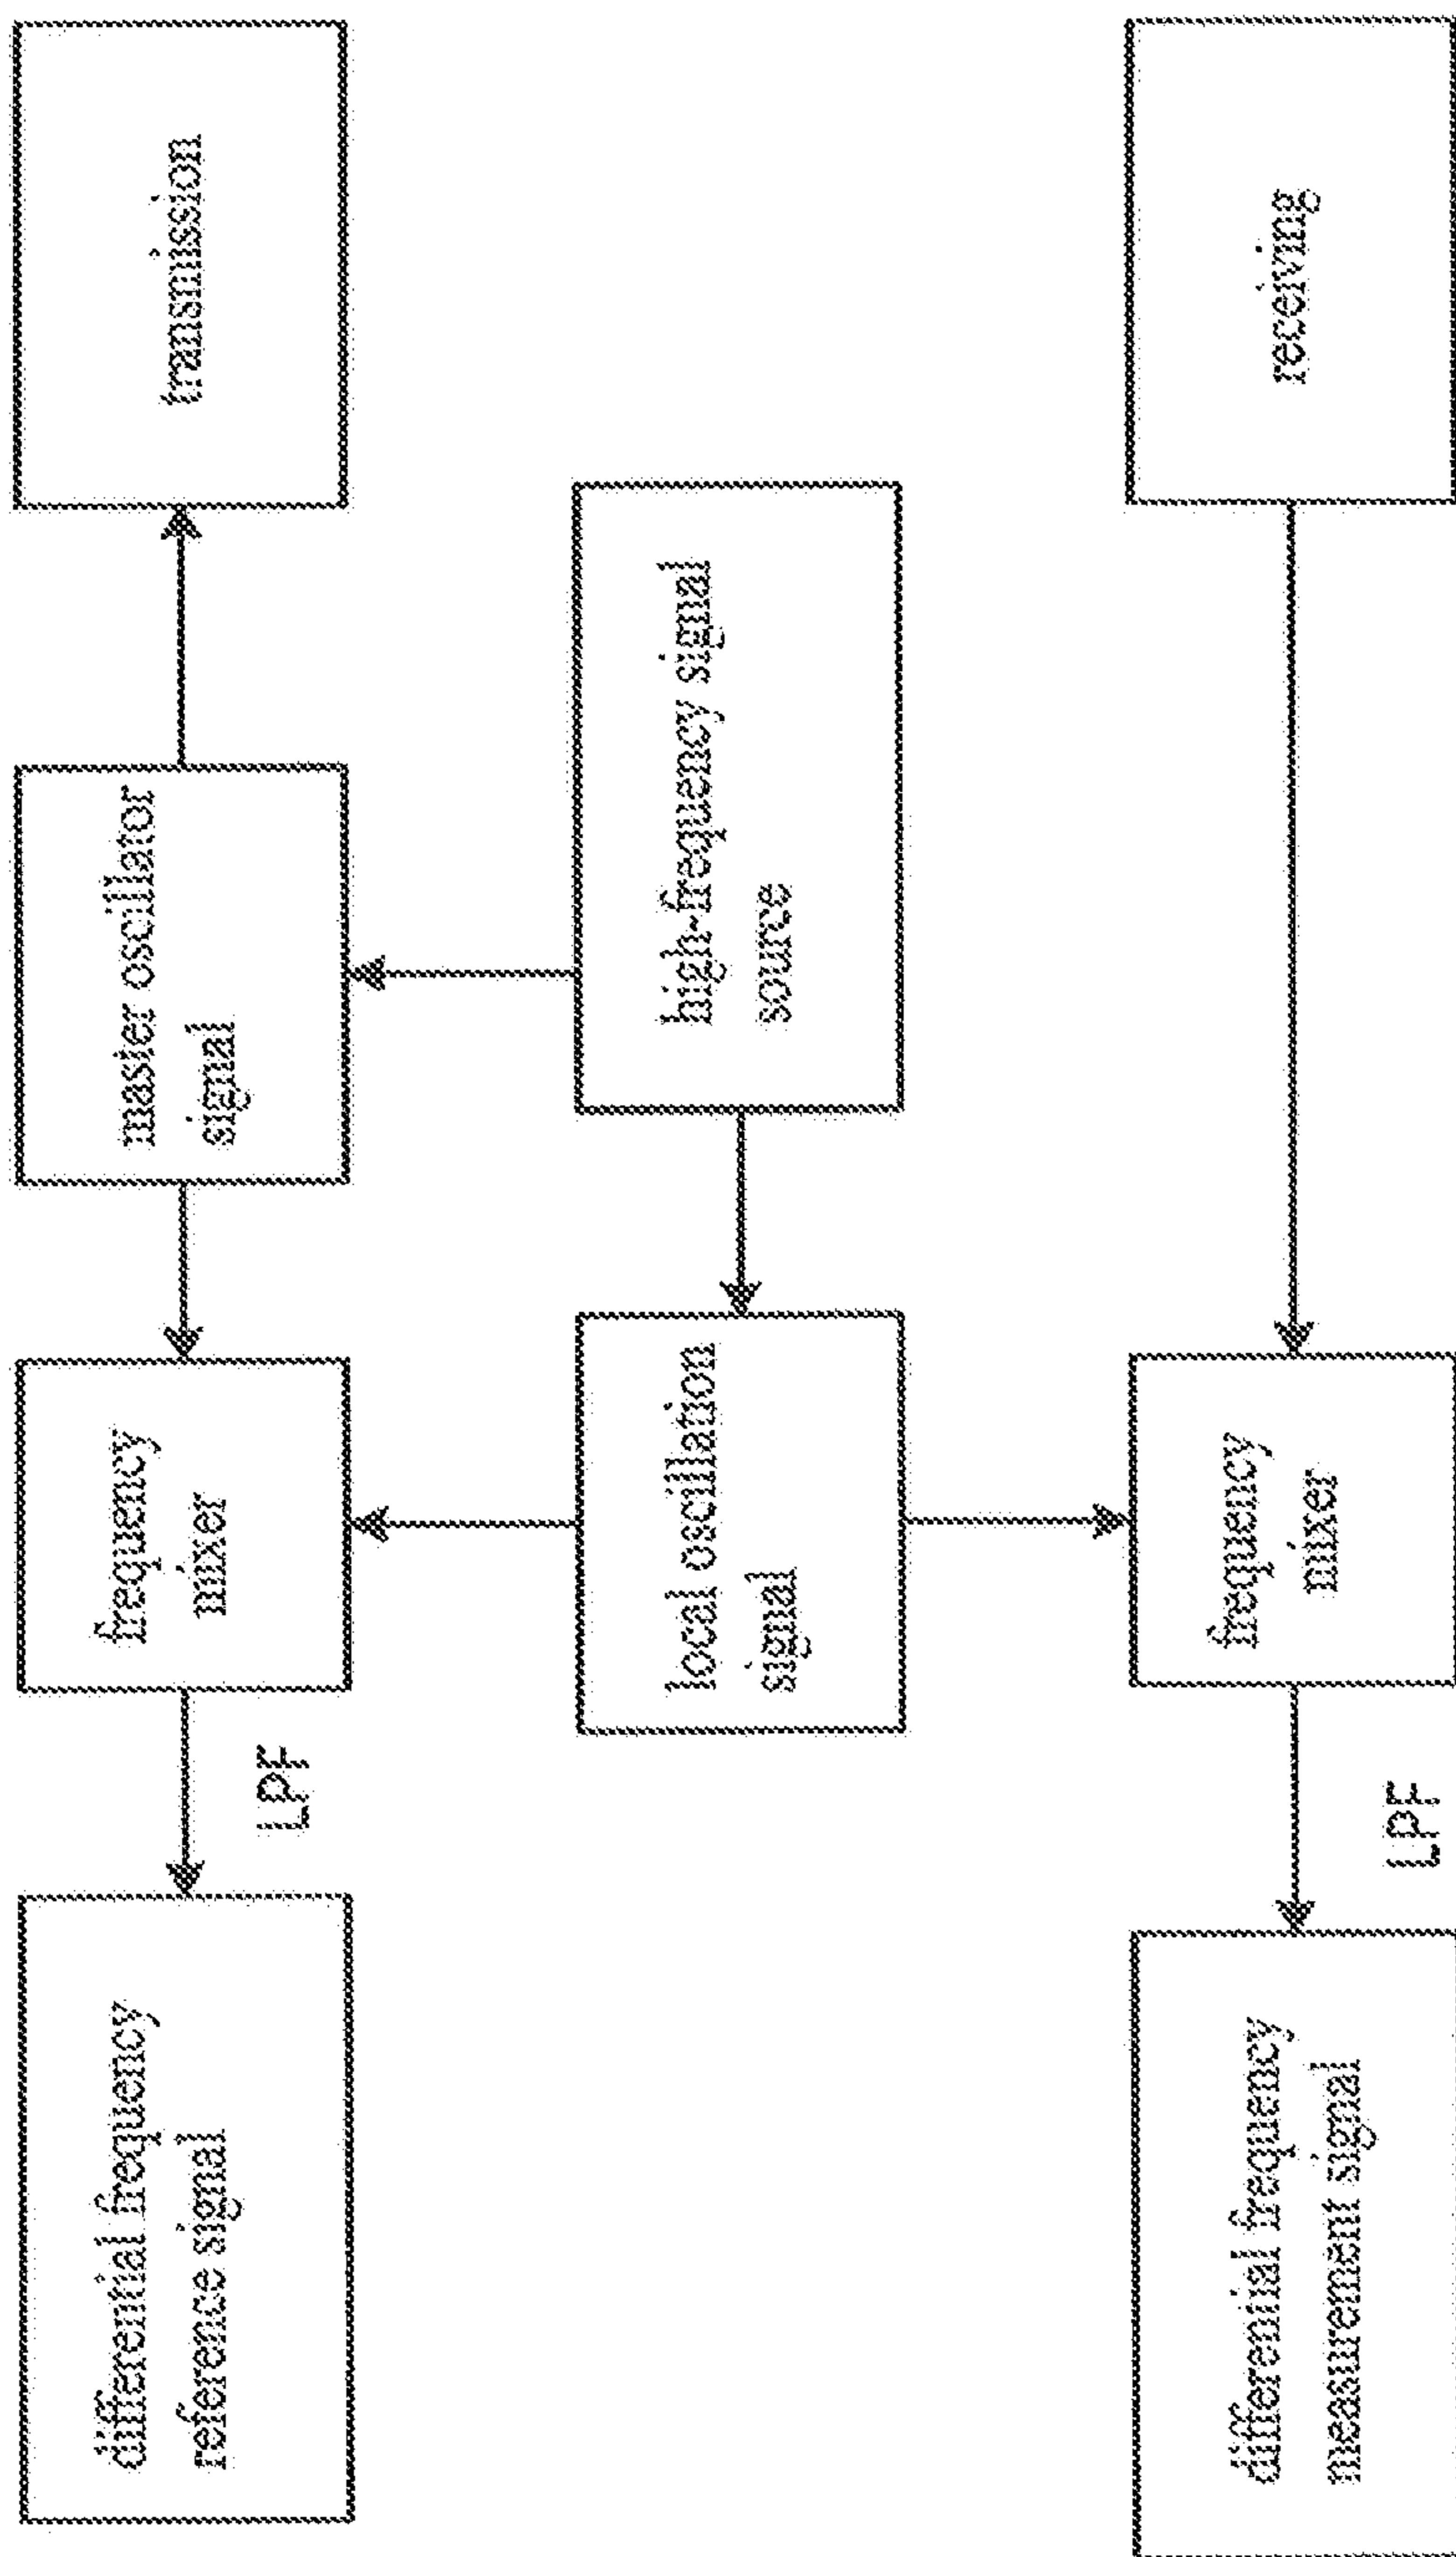 differential frequency
reference signal
LPF
frequency
mixer
master oscillator
signal
transmission
local oscillation
signal
high-frequency signal
source
differential frequency
measurement signal
LPF
frequency
mixer
receiving